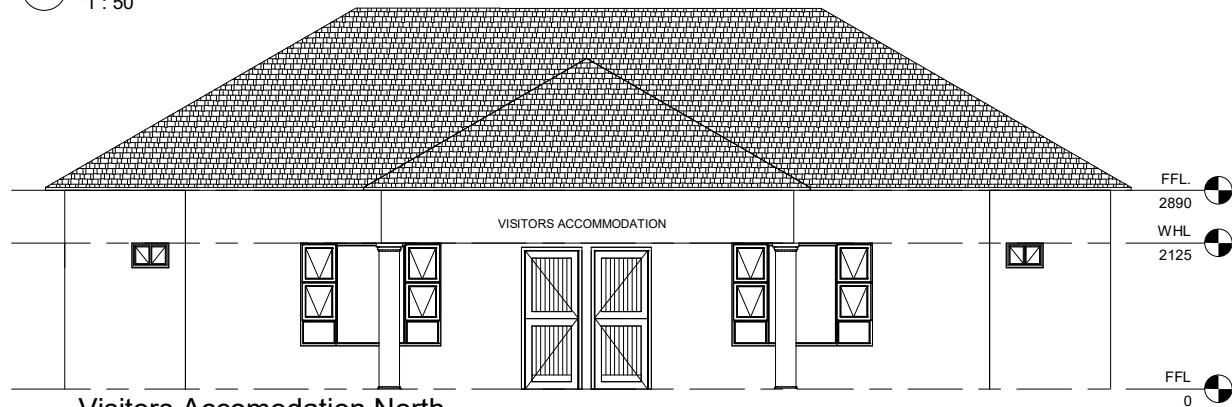 1 : 50
FFL.
2890
VISITORS ACCOMMODATION
WHL
2125
FFL
0
Visitors Accomodation North